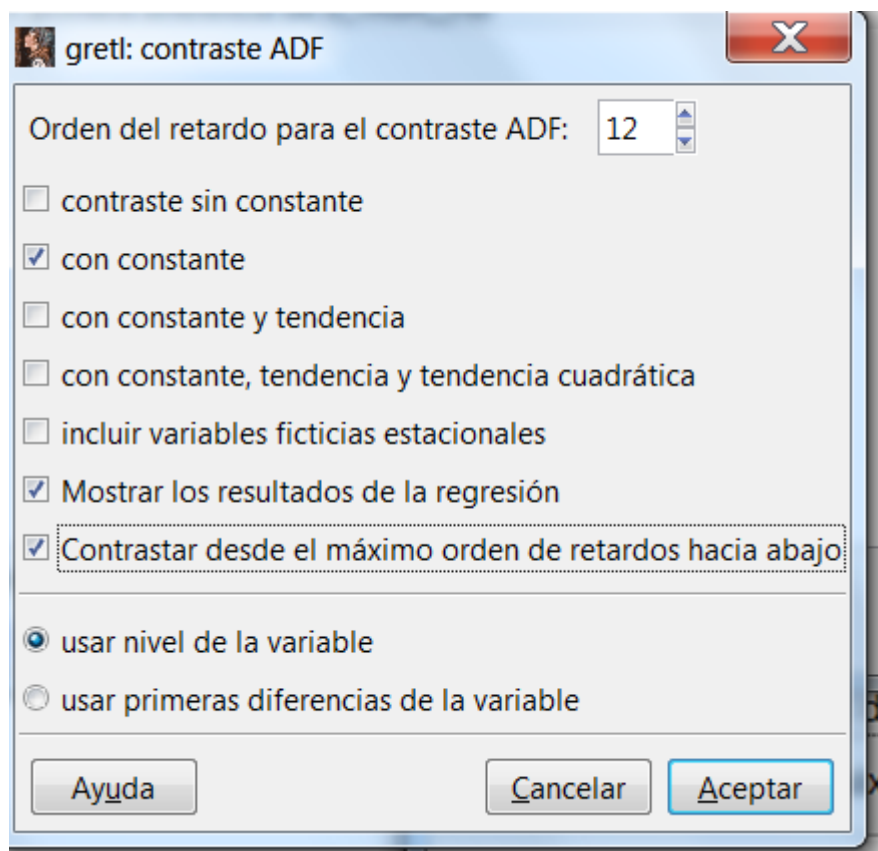 gretl: contraste ADF
Orden del retardo para el contraste ADF: 12
contraste sin constante
con constante
con constante y tendencia
con constante, tendencia y tendencia cuadrática
incluir variables ficticias estacionales
Mostrar los resultados de la regresión
Contrastar desde el máximo orden de retardos hacia abajo
usar nivel de la variable
usar primeras diferencias de la variable
Ayuda Cancelar Aceptar